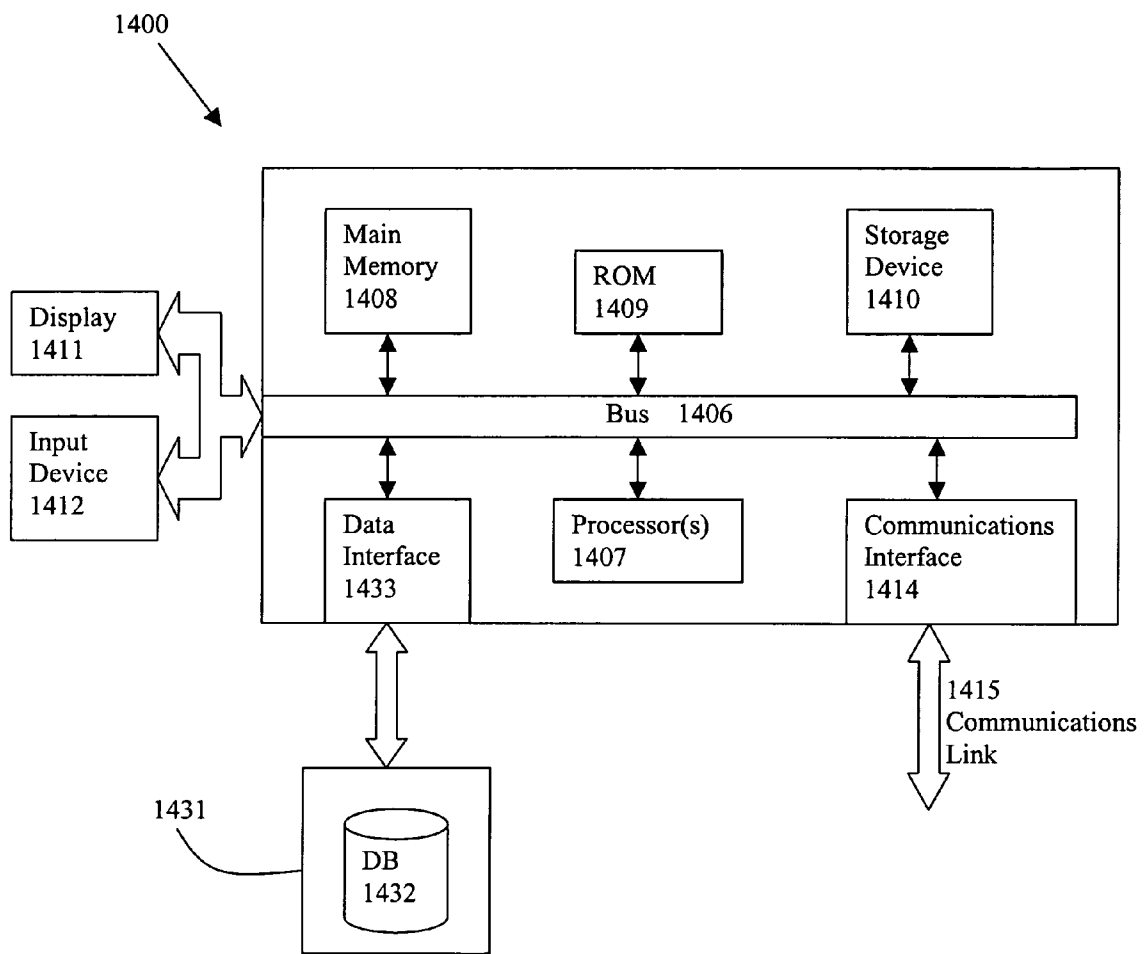 1400
Main
Memory
1408
ROM
1409
Storage
Device
1410
Display
1411
Input
Device
1412
Bus 1406
Data
Interface
1433
Processor(s)
1407
Communications
Interface
1414
1415
Communications
Link
1431
DB
1432